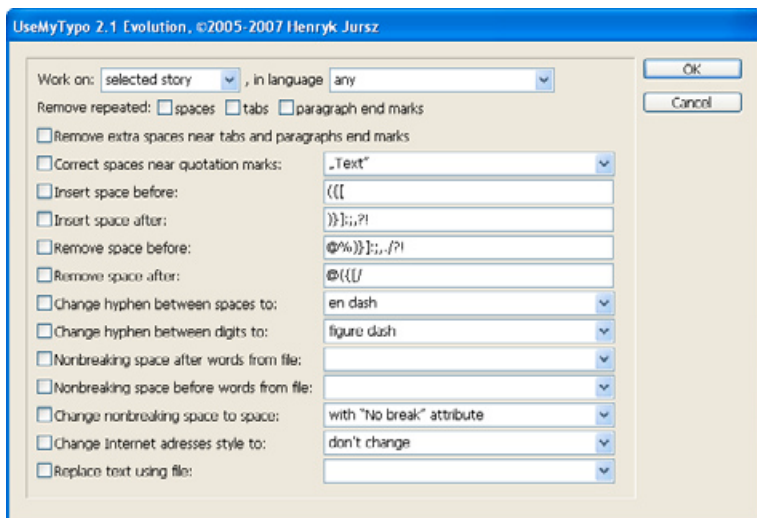 UseMyTypo 2.1 Evolution, ©2005-2007 Henryk Jursz
Work on: selected story , in language any
OK
Remove repeated: spaces tabs paragraph end marks
Cancel
Remove extra spaces near tabs and paragraphs end marks
Correct spaces near quotation marks: „Text”
Insert space before: ({[
Insert space after: )}]:;,?!
Remove space before: @%)}]:;,./?!
Remove space after: @({[/
Change hyphen between spaces to: en dash
Change hyphen between digits to: figure dash
Nonbreaking space after words from file:
Nonbreaking space before words from file:
Change nonbreaking space to space: with "No break" attribute
Change Internet adresses style to: don't change
Replace text using file: